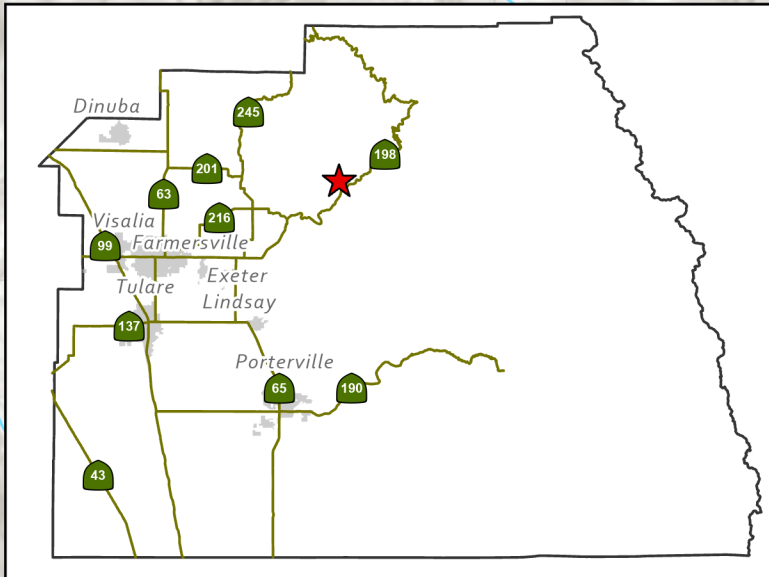 Dinuba
245
198
201
63
216
Visalia
99
Farmersville
Exeter
Tulare
Lindsay
137
Porterville
65
190
43